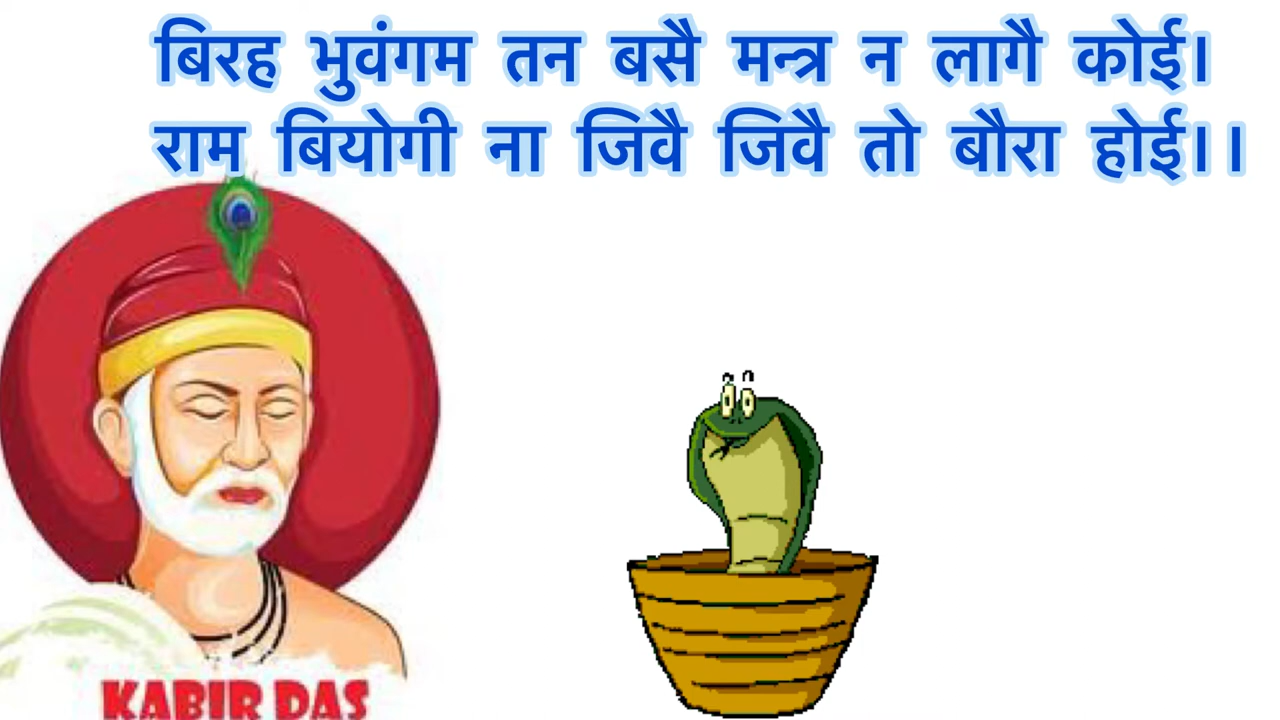 बिरह भुवंगम तन बसै मन्त्र न लागै कोई।
राम बियोगी ना जिवै जिवै तो बौरा होई।।
KABIR DAS